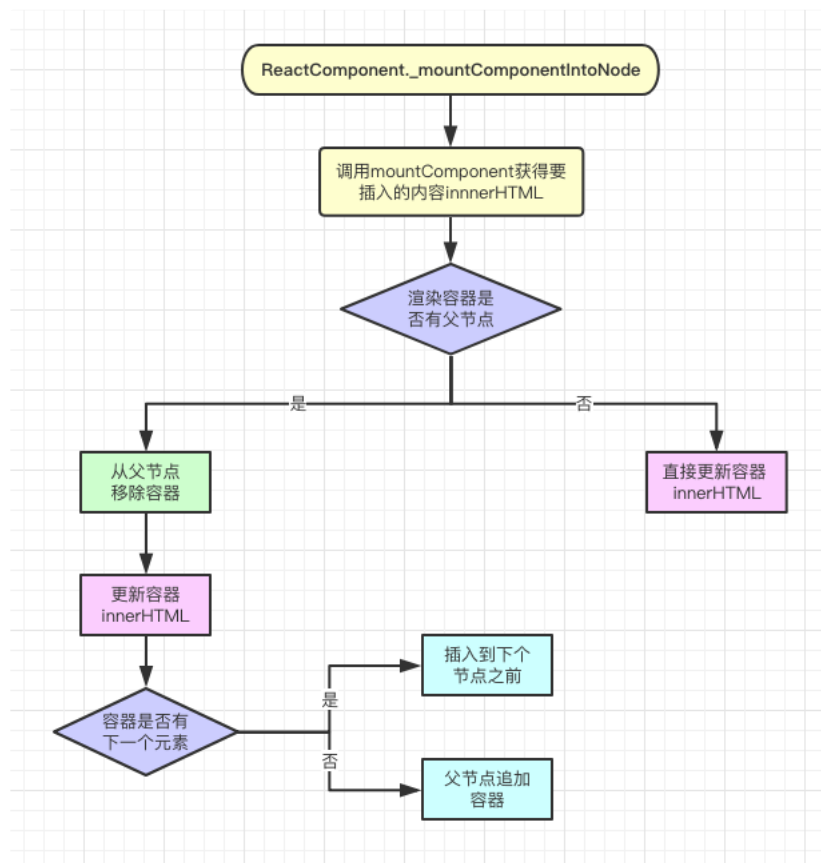 ReactComponent._mountComponentIntoNode
调用mountComponent获得要
插入的内容innnerHTML
渲染容器是
否有父节点
是
否
从父节点
移除容器
直接更新容器
innerHTML
更新容器
innerHTML
插入到下个
节点之前
是
容器是否有
下一个元素
否
父节点追加
容器